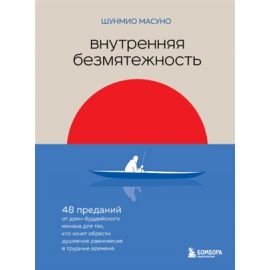 ШУНМИО МАСУНО
внутренняя
безмятежность
48 преданий
от дзен-буддийского
монаха для тех,
кто хочет обрести
душевное равновесие
в трудные времена
БОМБОРА